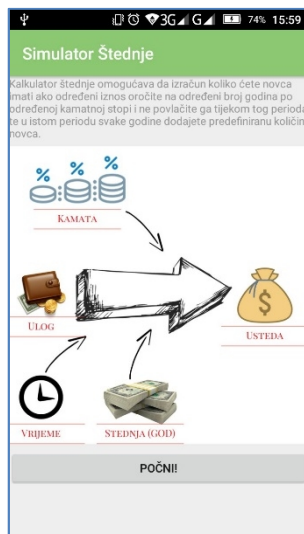 3G G 74% 15:59
Simulator Štednje
Kalkulator štednje omogućava da izračun koliko ćete novca
imati ako određeni iznos oročite na određeni broj godina po
određenoj kamatnoj stopi i ne povlačite ga tijekom tog perioda
te u istom periodu svake godine dodajete predefiniranu količin
novca.
% % %
KAMATA
ULOG
$
USTEDA
VRIJEME
STEDNJA (GOD)
POČNI!